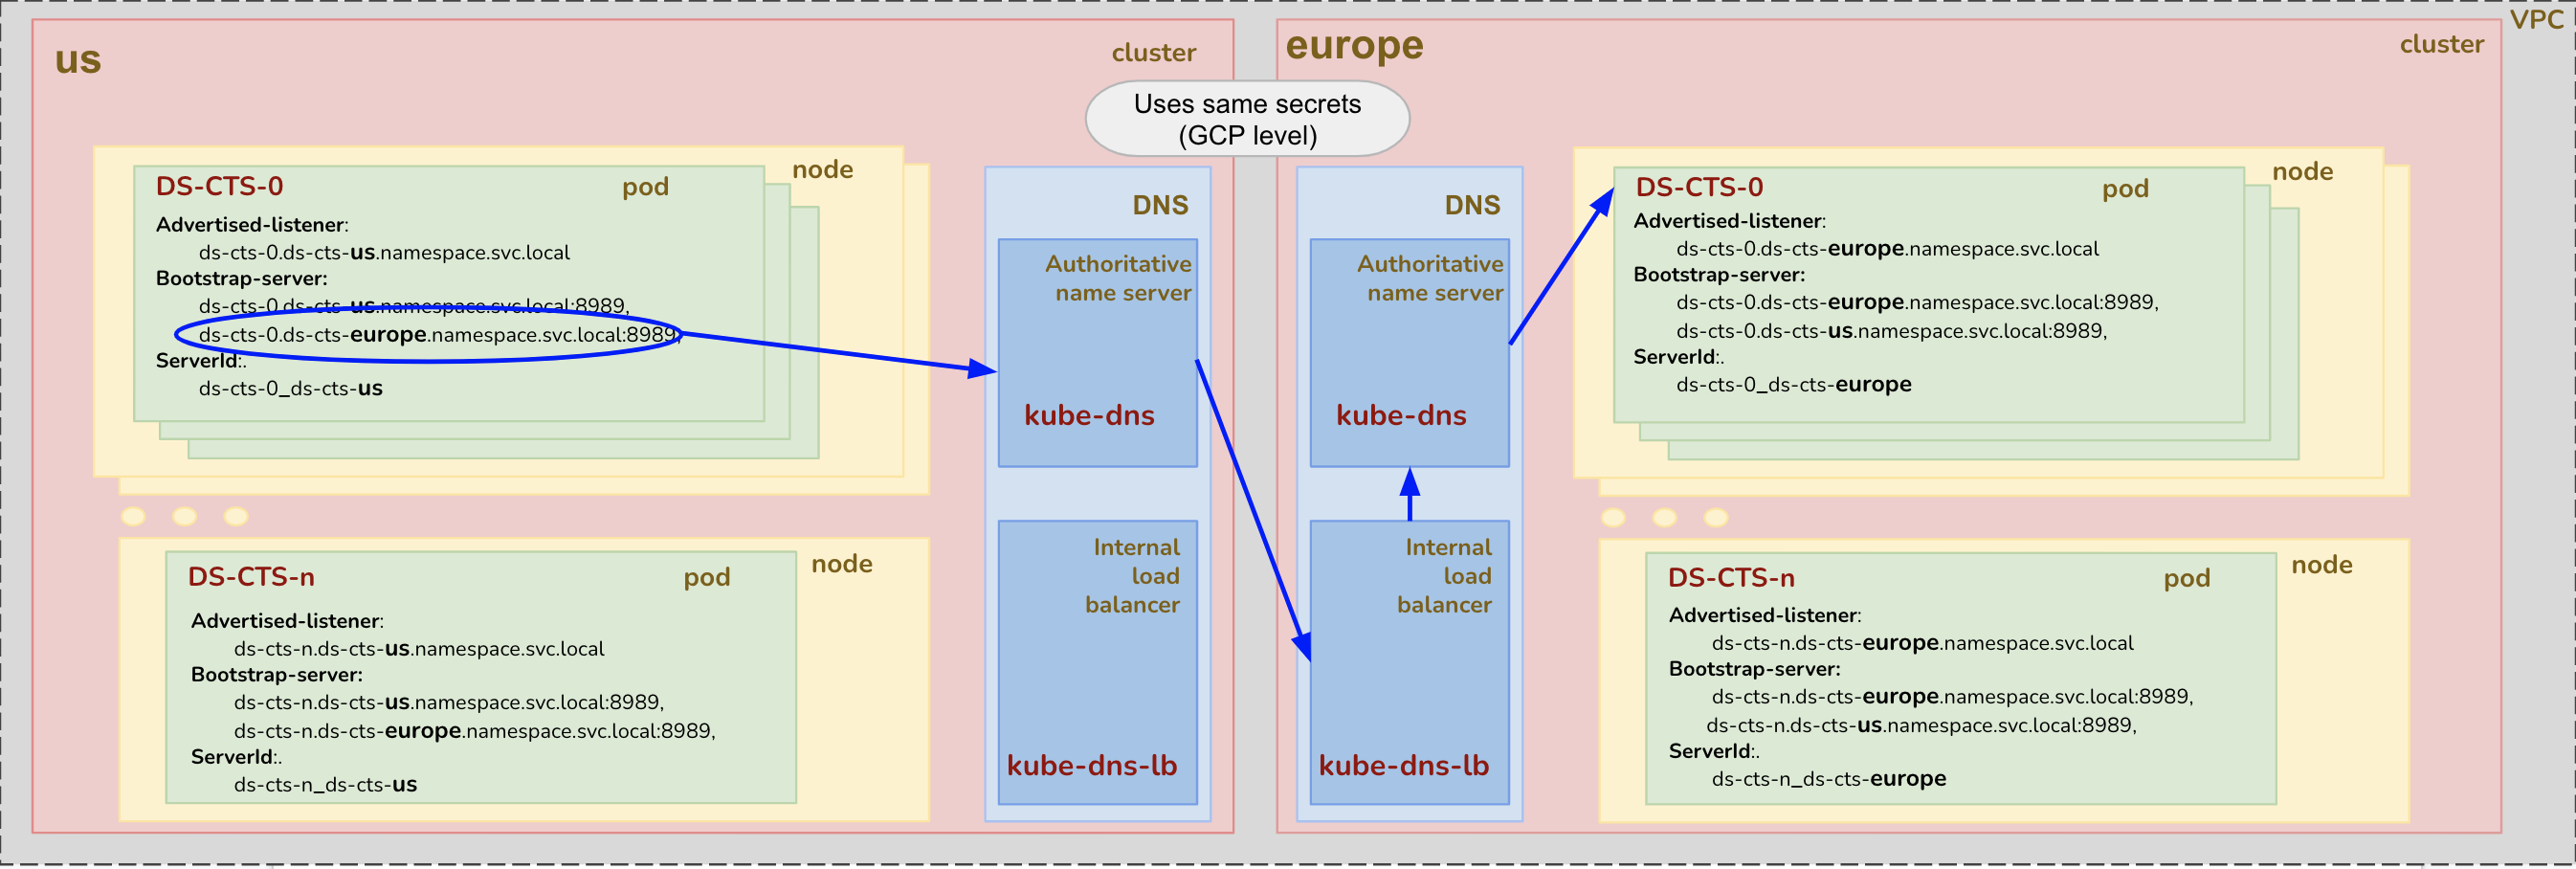 VPC
us
cluster
europe
cluster
Uses same secrets
(GCP level)
node
DS-CTS-0
pod
Advertised-listener:
ds-cts-0.ds-cts-us.namespace.svc.local
Bootstrap-server:
ds-cts-0.ds-cts-us.namespace.svc.local:8989,
ds-cts-0.ds-cts-europe.namespace.svc.local:8989,
ServerId:.
ds-cts-0_ds-cts-us
node
DS-CTS-n
pod
Advertised-listener:
ds-cts-n.ds-cts-us.namespace.svc.local
Bootstrap-server:
ds-cts-n.ds-cts-us.namespace.svc.local:8989,
ds-cts-n.ds-cts-europe.namespace.svc.local:8989,
ServerId:.
ds-cts-n_ds-cts-us
DNS
Authoritative
name server
kube-dns
Internal
load
balancer
kube-dns-lb
DNS
Authoritative
name server
kube-dns
Internal
load
balancer
kube-dns-lb
node
DS-CTS-0
pod
Advertised-listener:
ds-cts-0.ds-cts-europe.namespace.svc.local
Bootstrap-server:
ds-cts-0.ds-cts-europe.namespace.svc.local:8989,
ds-cts-0.ds-cts-us.namespace.svc.local:8989,
ServerId:.
ds-cts-0_ds-cts-europe
node
DS-CTS-n
pod
Advertised-listener:
ds-cts-n.ds-cts-europe.namespace.svc.local
Bootstrap-server:
ds-cts-n.ds-cts-europe.namespace.svc.local:8989,
ds-cts-n.ds-cts-us.namespace.svc.local:8989,
ServerId:.
ds-cts-n_ds-cts-europe